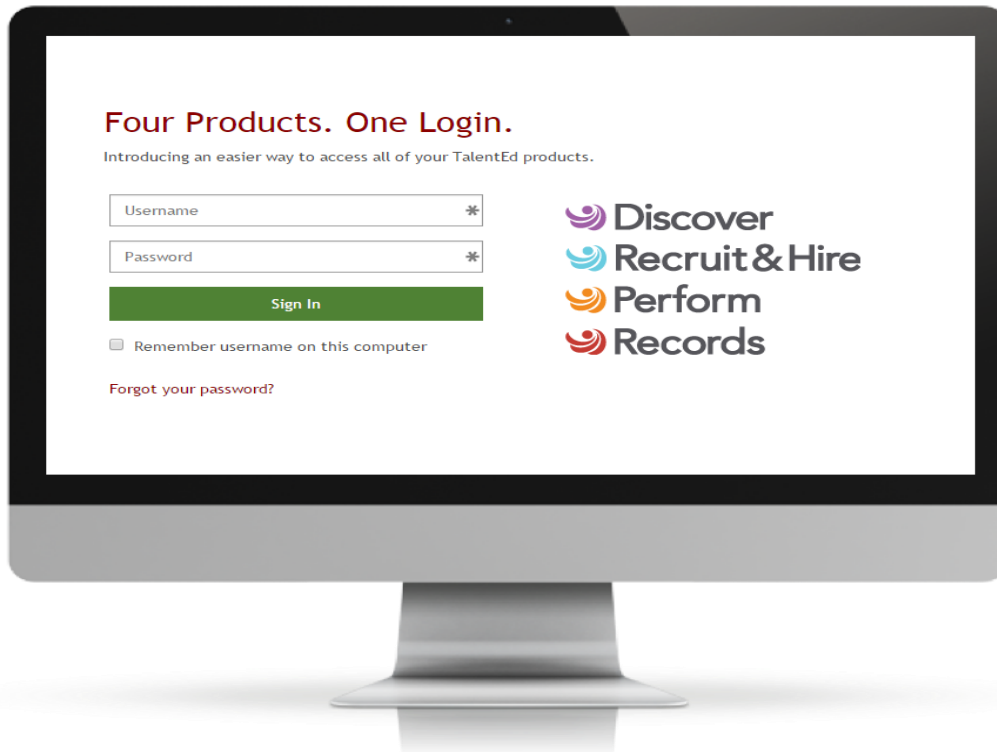 Four Products. One Login.
Introducing an easier way to access all of your TalentEd products.
Username
Password
Sign In
Remember username on this computer
Forgot your password?
Discover
Recruit & Hire
Perform
Records